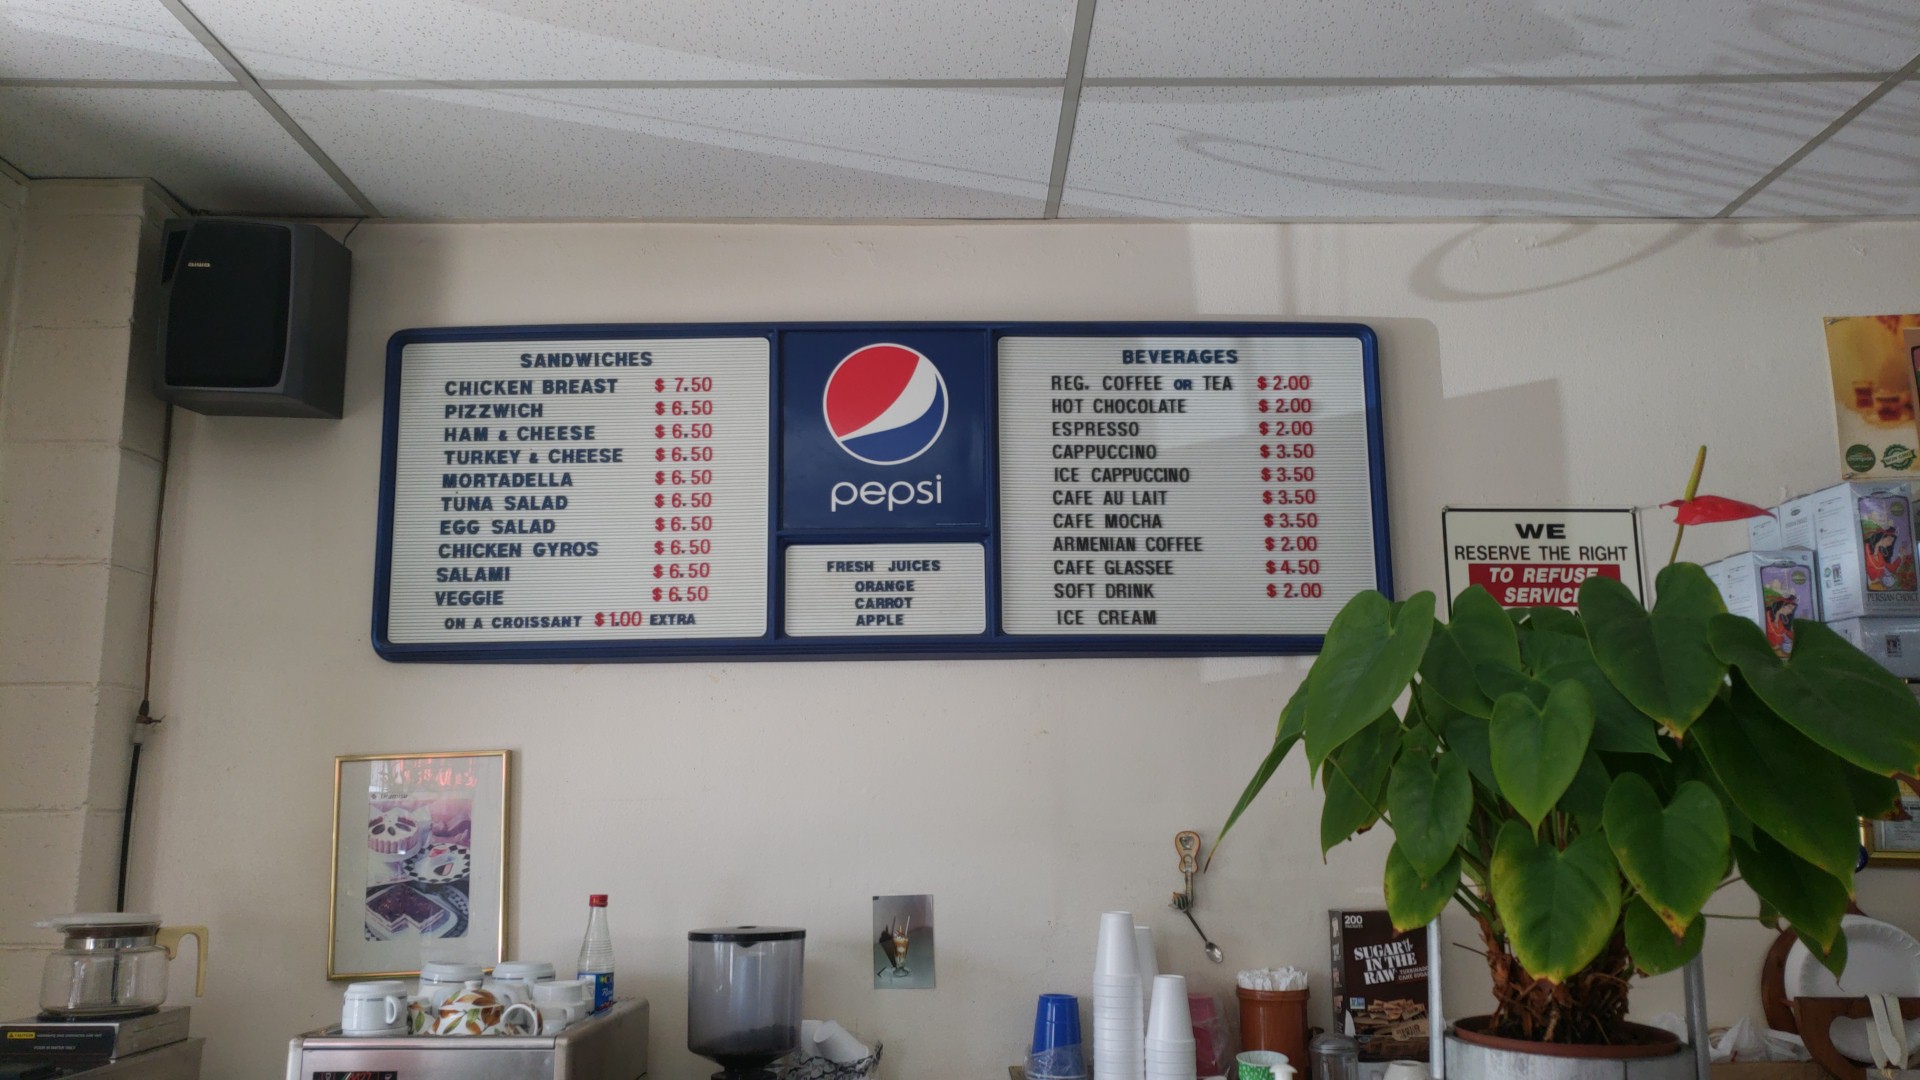 aiwa
SANDWICHES
CHICKEN BREAST $ 7.50
PIZZWICH $ 6.50
HAM & CHEESE $ 6.50
TURKEY & CHEESE $ 6.50
MORTADELLA $ 6.50
TUNA SALAD $ 6.50
EGG SALAD $ 6.50
CHICKEN GYROS $ 6.50
SALAMI $ 6.50
VEGGIE $ 6.50
ON A CROISSANT $1.00 EXTRA
pepsi
FRESH JUICES
ORANGE
CARROT
APPLE
BEVERAGES
REG. COFFEE OR TEA $ 2.00
HOT CHOCOLATE $ 2.00
ESPRESSO $ 2.00
CAPPUCCINO $ 3.50
ICE CAPPUCCINO $ 3.50
CAFE AU LAIT $ 3.50
CAFE MOCHA $ 3.50
ARMENIAN COFFEE $ 2.00
CAFE GLASSEE $ 4.50
SOFT DRINK $ 2.00
ICE CREAM
WE
RESERVE THE RIGHT
TO REFUSE
SERVICE
200
SUGAR
IN THE
RAW